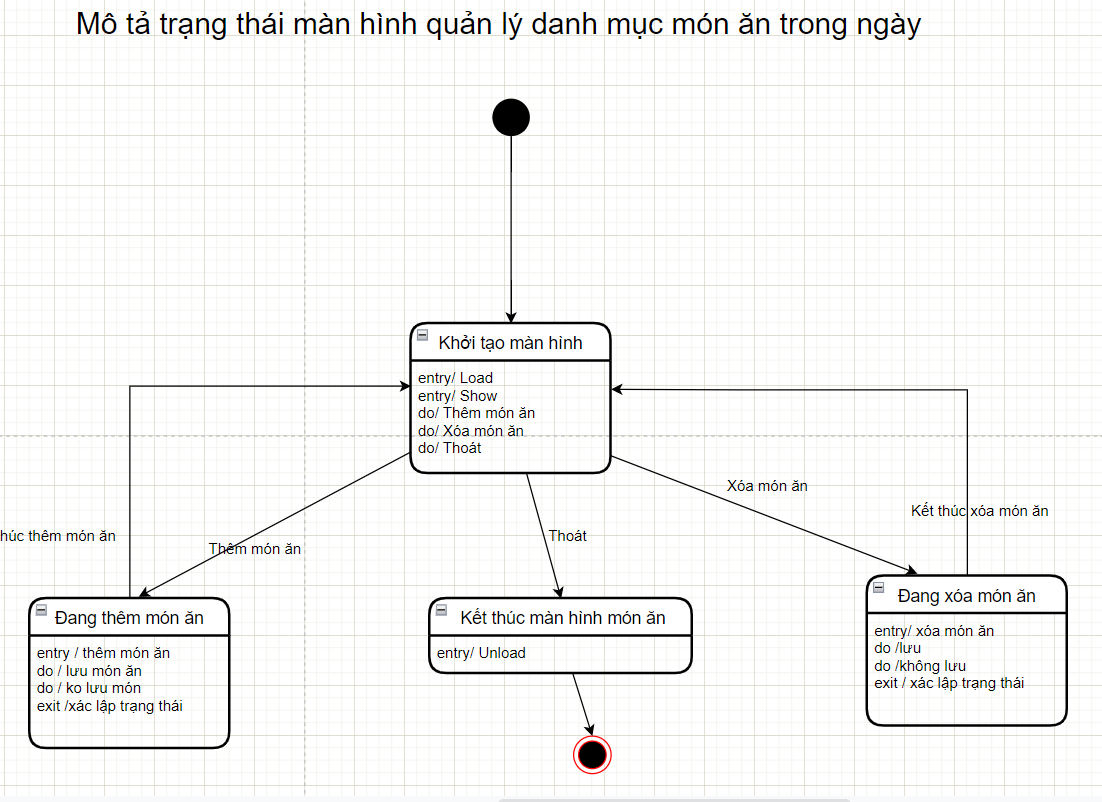 Mô tả trạng thái màn hình quản lý danh mục món ăn trong ngày
Khởi tạo màn hình
entry/ Load
entry/ Show
do/ Thêm món ăn
do/ Xóa món ăn
do/ Thoát
Xóa món ăn
Kết thúc xóa món ăn
thêm món ăn
Thêm món ăn
Thoát
Đang thêm món ăn
entry / thêm món ăn
do / lưu món ăn
do / ko lưu món
exit /xác lập trạng thái
Kết thúc màn hình món ăn
entry/ Unload
Đang xóa món ăn
entry/ xóa món ăn
do /lưu
do /không lưu
exit / xác lập trạng thái